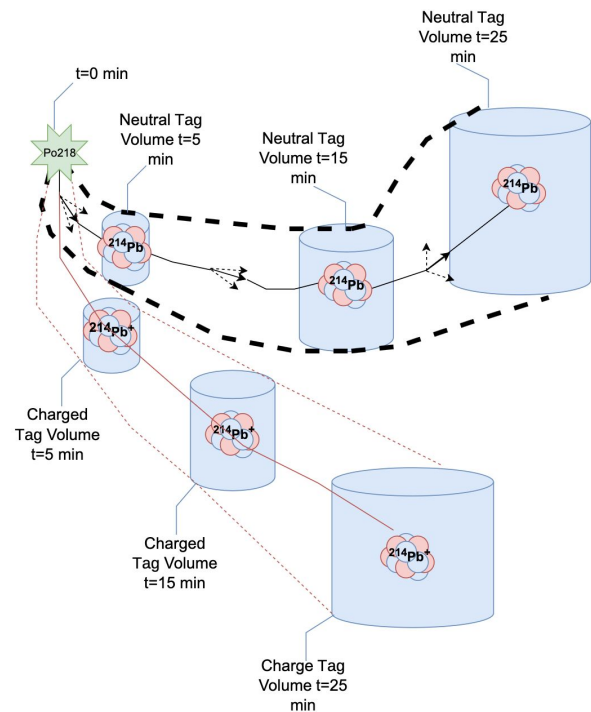 Neutral Tag
Volume t=25
min
t=0 min
Neutral Tag
Volume t=5
min
Neutral Tag
Volume t=15
min
Po218
214Pb
214Pb
214Pb
214Pb+
Charged
Tag Volume
t=5 min
214Pb+
Charged
Tag Volume
t=15 min
214Pb+
Charge Tag
Volume t=25
min